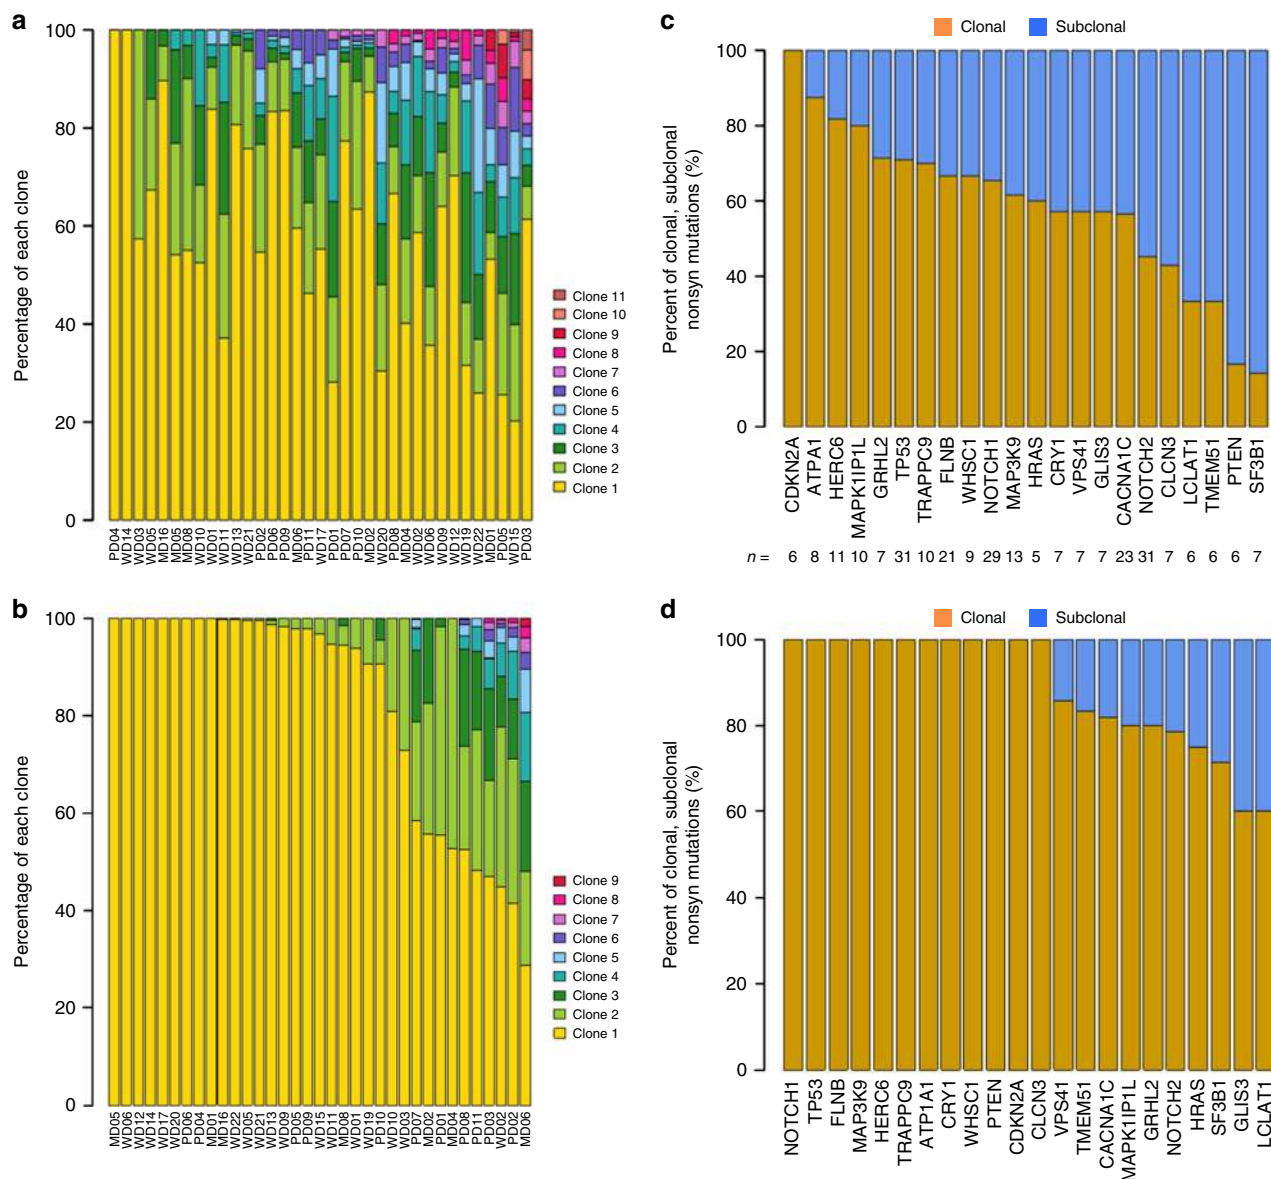 a
Percentage of each clone
100
80
60
40
20
0
Clone 11
Clone 10
Clone 9
Clone 8
Clone 7
Clone 6
Clone 5
Clone 4
Clone 3
Clone 2
Clone 1
PD04 WD14 WD03 WD05 MD16 MD05 MD08 WD10 WD01 WD11 WD13 WD21 PD02 PD06 PD09 MD06 PD11 WD17 PD01 PD07 PD10 MD02 WD20 PD08 MD04 WD02 WD06 WD09 WD12 WD19 WD22 MD01 PD05 WD15 PD03
b
Percentage of each clone
100
80
60
40
20
0
Clone 9
Clone 8
Clone 7
Clone 6
Clone 5
Clone 4
Clone 3
Clone 2
Clone 1
MD05 WD06 WD12 WD14 WD17 WD20 PD06 PD04 MD01 MD16 WD22 WD05 WD21 WD13 WD09 PD05 PD09 WD15 WD11 MD08 WD01 WD19 PD10 WD10 WD03 PD07 MD02 PD01 MD04 PD08 PD11 PD03 WD02 PD02 MD06
c
Clonal Subclonal
Percent of clonal, subclonal
nonsyn mutations (%)
100
80
60
40
20
0
CDKN2A ATPA1 HERC6 MAPK1IP1L GRHL2 TP53 TRAPPC9 FLNB WHSC1 NOTCH1 MAP3K9 HRAS CRY1 VPS41 GLIS3 CACNA1C NOTCH2 CLCN3 LCLAT1 TMEM51 PTEN SF3B1
n = 6 8 11 10 7 31 10 21 9 29 13 5 7 7 7 23 31 7 6 6 6 7
d
Clonal Subclonal
Percent of clonal, subclonal
nonsyn mutations (%)
100
80
60
40
20
0
NOTCH1 TP53 FLNB MAP3K9 HERC6 TRAPPC9 ATP1A1 CRY1 WHSC1 PTEN CDKN2A CLCN3 VPS41 TMEM51 CACNA1C MAPK1IP1L GRHL2 NOTCH2 HRAS SF3B1 GLIS3 LCLAT1